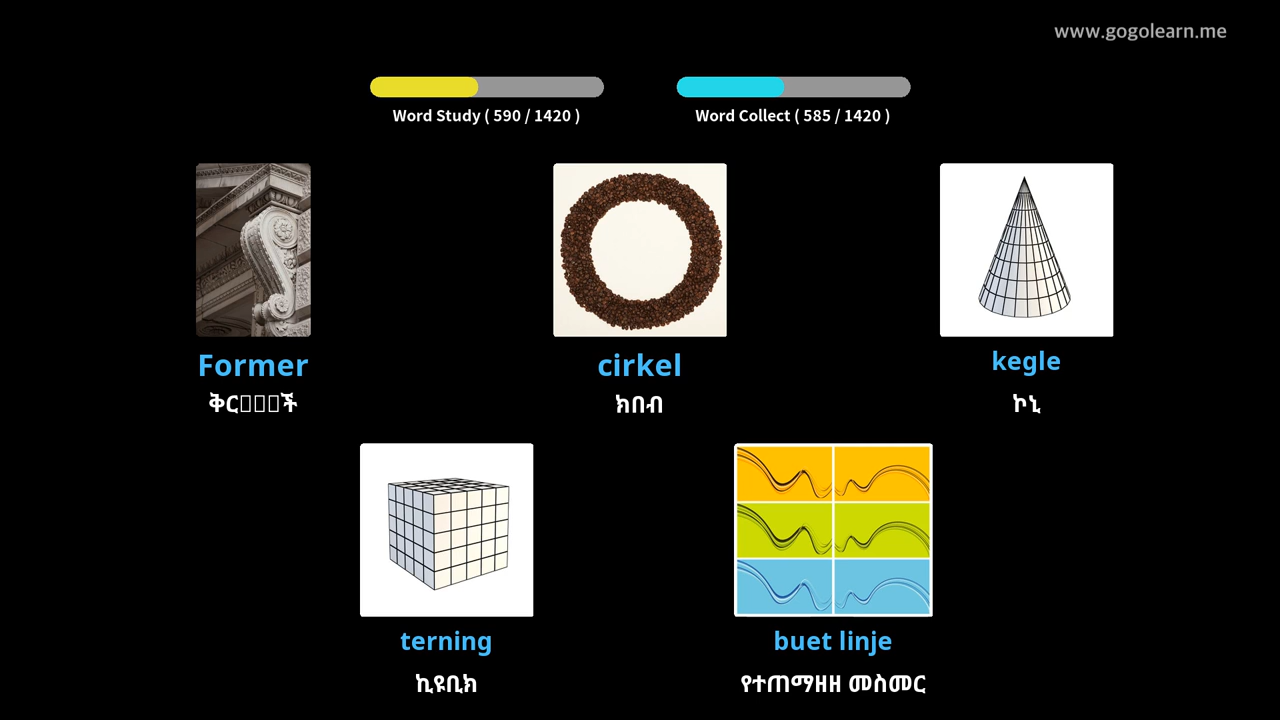 www.gogolearn.me
Word Study ( 590 / 1420 )
Word Collect ( 585 / 1420 )
Former
cirkel
kegle
ክበብ
ኮኒ
terning
buet linje
ኪዩቢክ
የተጠማዘዘ መስመር